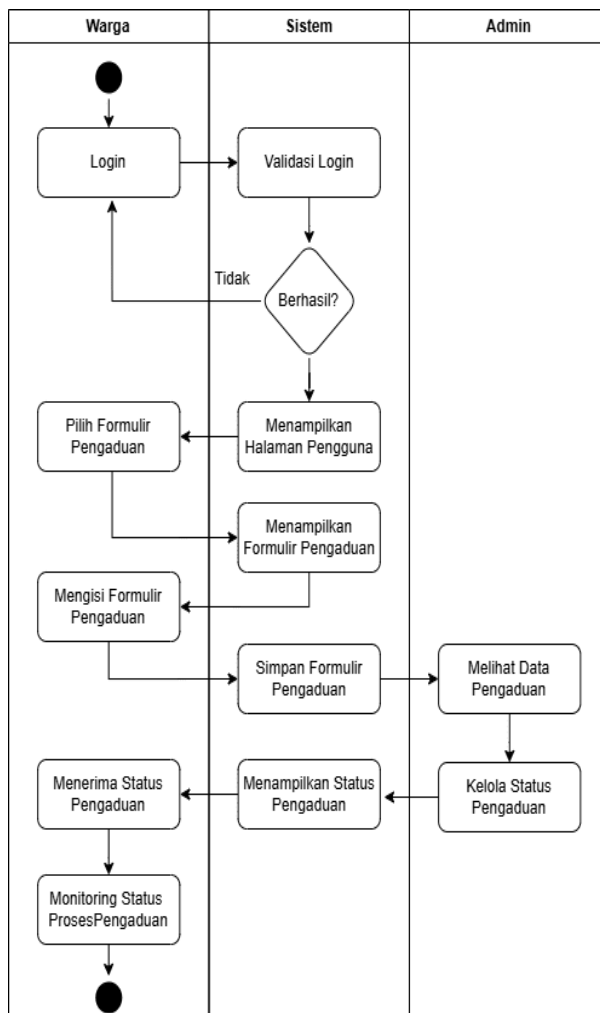 Warga
Sistem
Admin
Login
Validasi Login
Tidak
Berhasil?
Pilih Formulir
Pengaduan
Menampilkan
Halaman Pengguna
Menampilkan
Formulir Pengaduan
Mengisi Formulir
Pengaduan
Simpan Formulir
Pengaduan
Melihat Data
Pengaduan
Menerima Status
Pengaduan
Menampilkan Status
Pengaduan
Kelola Status
Pengaduan
Monitoring Status
ProsesPengaduan